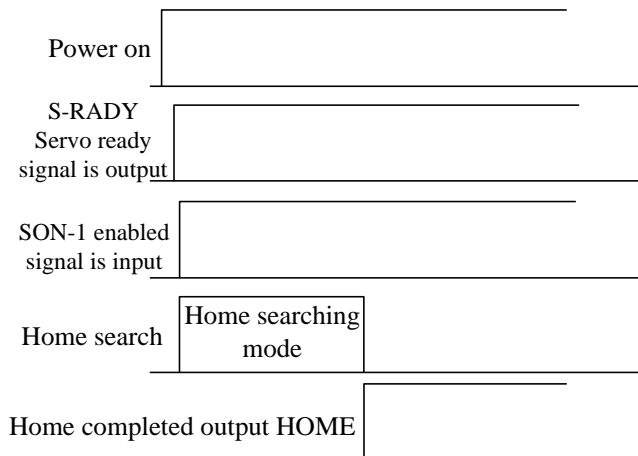 Power on
S-RADY
Servo ready
signal is output
SON-1 enabled
signal is input
Home search
Home searching
mode
Home completed output HOME